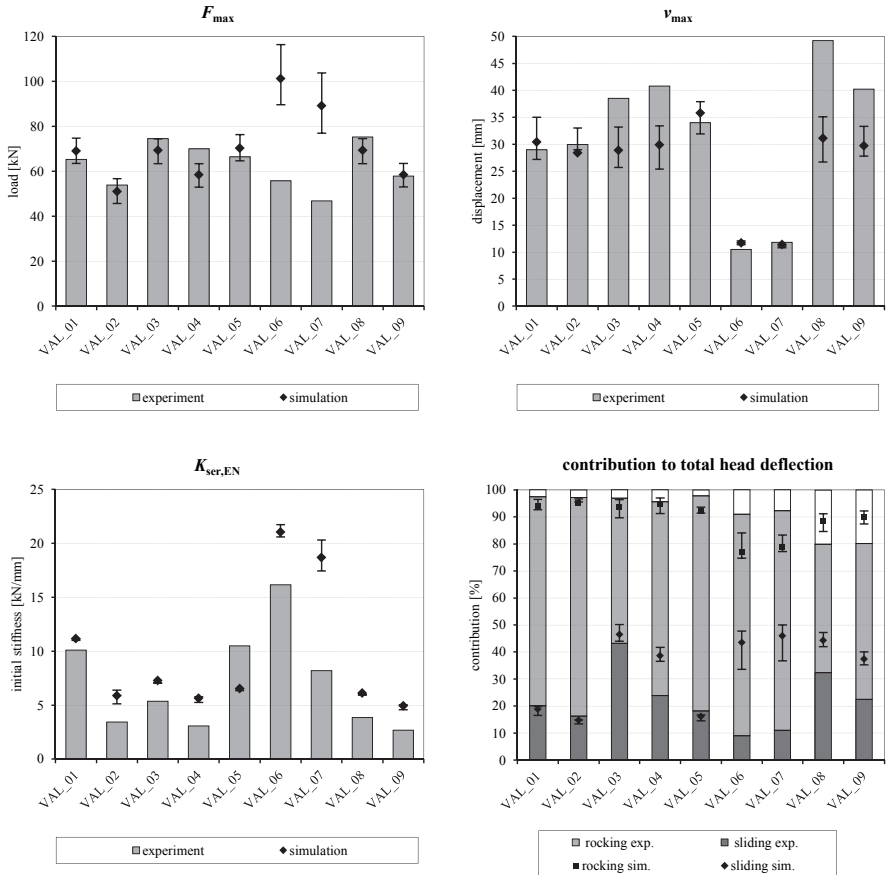 Fmax
120
100
80
60
40
20
0
load [kN]
VAL_01 VAL_02 VAL_03 VAL_04 VAL_05 VAL_06 VAL_07 VAL_08 VAL_09
experiment simulation
vmax
50
45
40
35
30
25
20
15
10
5
0
displacement [mm]
VAL_01 VAL_02 VAL_03 VAL_04 VAL_05 VAL_06 VAL_07 VAL_08 VAL_09
experiment simulation
Kser,EN
25
20
15
10
5
0
initial stiffness [kN/mm]
VAL_01 VAL_02 VAL_03 VAL_04 VAL_05 VAL_06 VAL_07 VAL_08 VAL_09
experiment simulation
contribution to total head deflection
100
90
80
70
60
50
40
30
20
10
0
contribution [%]
VAL_01 VAL_02 VAL_03 VAL_04 VAL_05 VAL_06 VAL_07 VAL_08 VAL_09
rocking exp. sliding exp.
rocking sim. sliding sim.